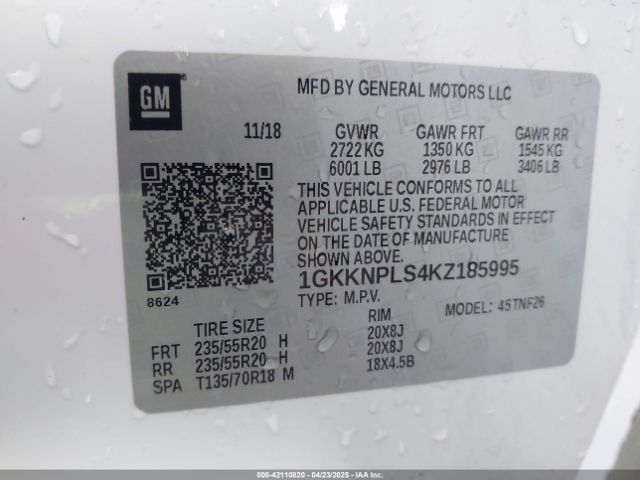 GM
MFD BY GENERAL MOTORS LLC
11/18 GVWR GAWR FRT GAWR RR
2722 KG 1350 KG 1545 KG
6001 LB 2976 LB 3406 LB
THIS VEHICLE CONFORMS TO ALL
APPLICABLE U.S. FEDERAL MOTOR
VEHICLE SAFETY STANDARDS IN EFFECT
ON THE DATE OF MANUFACTURE
SHOWN ABOVE.
1GKKNPLS4KZ185995
8624
TYPE: M.P.V. MODEL: 45TNF26
TIRE SIZE RIM
FRT 235/55R20 H 20X8J
RR 235/55R20 H 20X8J
SPA T135/70R18 M 18X4.5B
000-42110820 - 04/23/2025 - IAAI.com